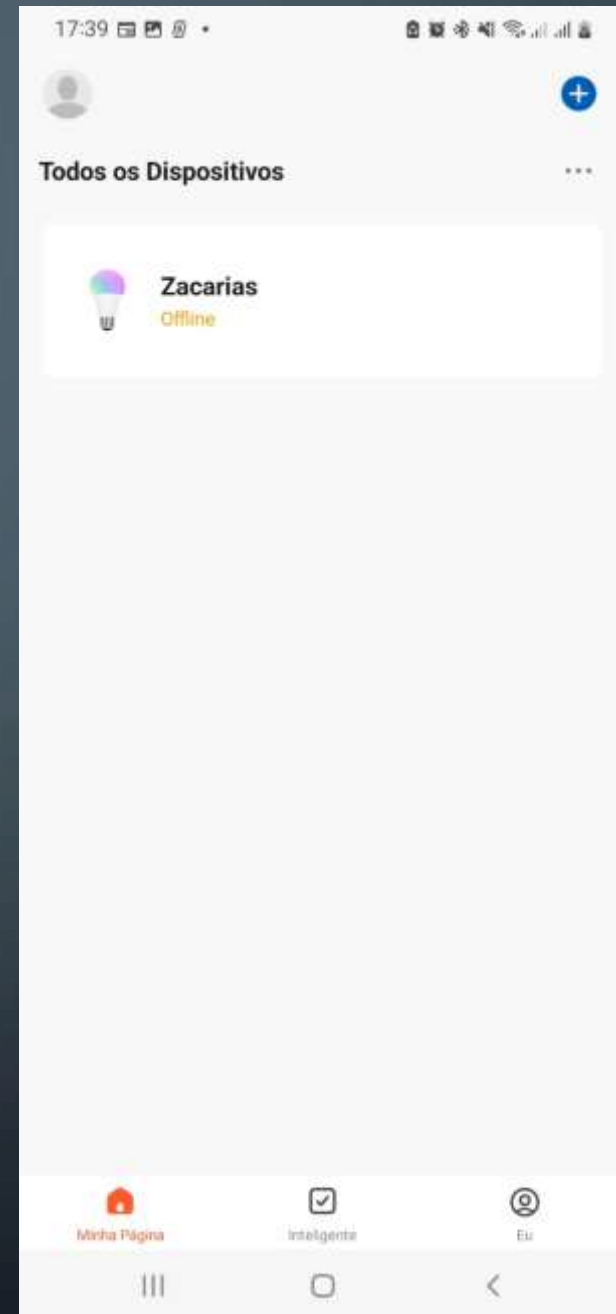 17:39
Todos os Dispositivos
Zacarias
Offline
Minha Página
Inteligente
Eu